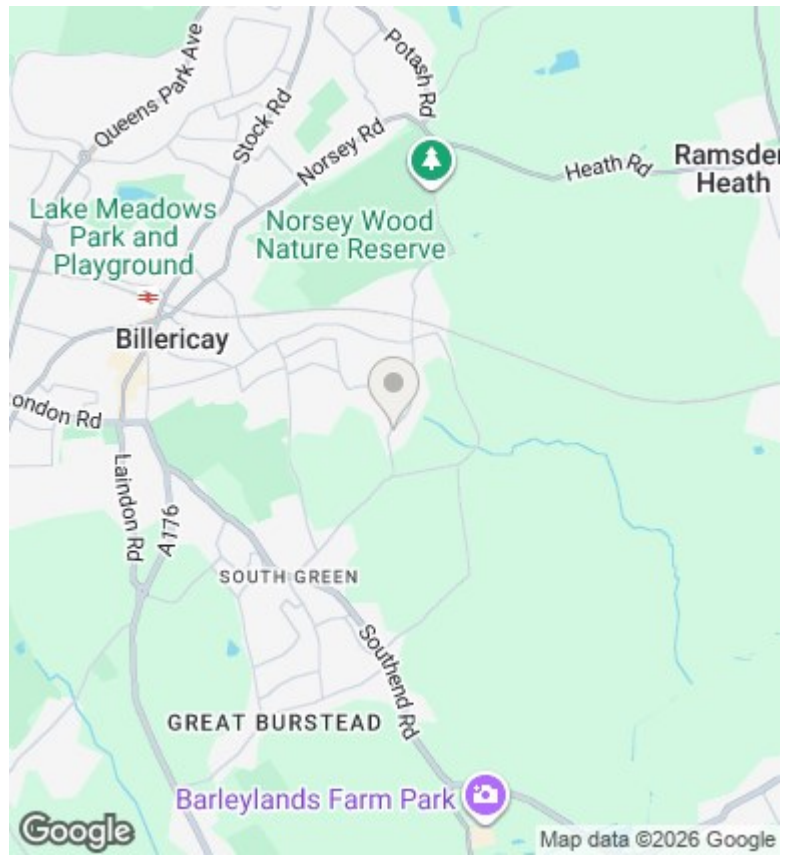 Queens Park Ave
Stock Rd
Potash Rd
Norsey Rd
Heath Rd
Ramsden
Heath
Lake Meadows
Park and
Playground
Norsey Wood
Nature Reserve
Billericay
London Rd
Laindon Rd
A176
SOUTH GREEN
Southend Rd
GREAT BURSTEAD
Barleylands Farm Park
Google
Map data ©2026 Google